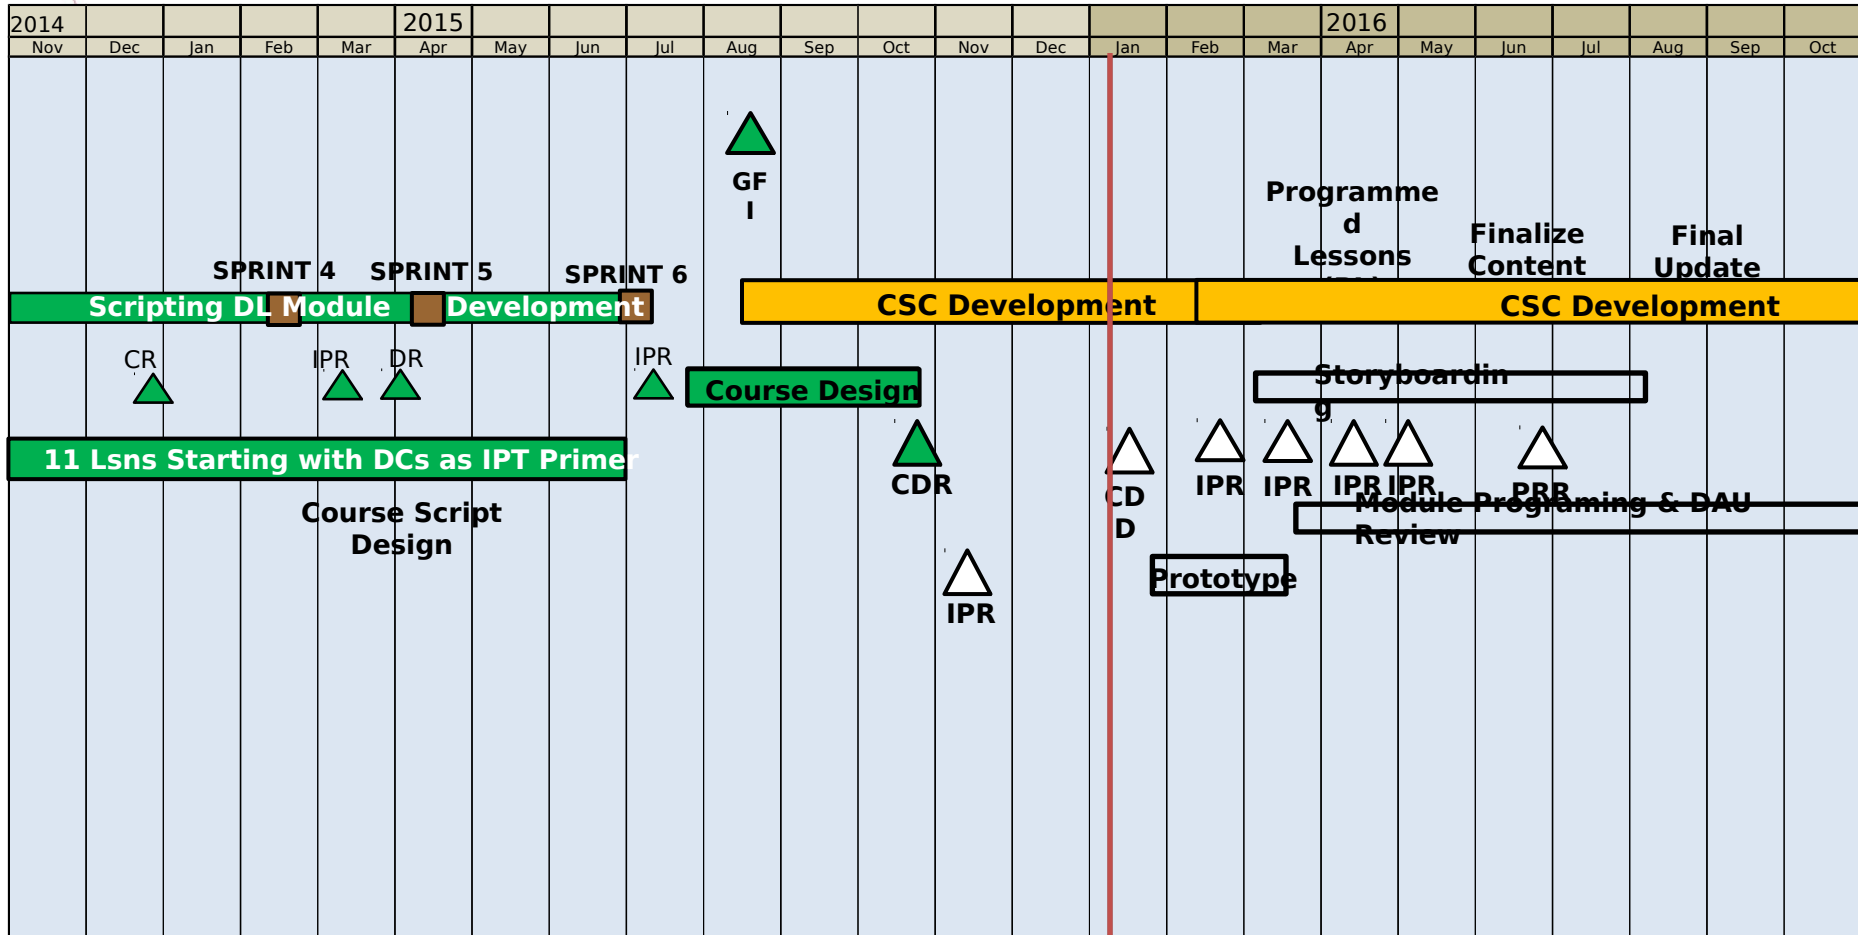 2014
2015
2016
Nov Dec Jan Feb Mar Apr May Jun Jul Aug Sep Oct Nov Dec Jan Feb Mar Apr May Jun Jul Aug Sep Oct
GF
I
Programme
d
Lessons
Finalize
Content
Final
Update
SPRINT 4
SPRINT 5
SPRINT 6
Scripting DL Module
Development
CSC Development
CSC Development
CR
IPR
DR
IPR
Course Design
Storyboardin
g
11 Lsns Starting with DCs as IPT Primer
CDR
CD
D
IPR
IPR
IPR
IPR
PRR
Module Programing & DAU
Review
Course Script
Design
Prototype
IPR